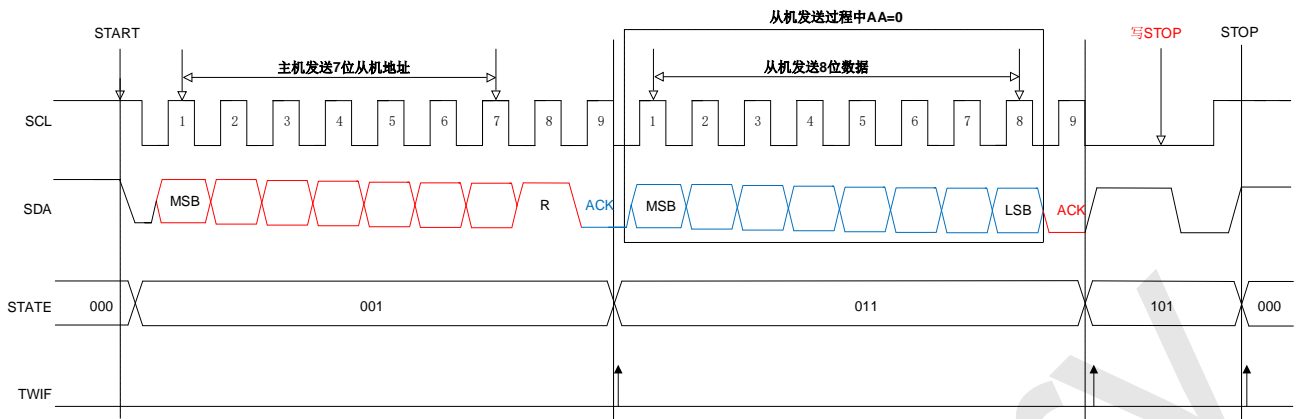 从机发送过程中AA=0
START
写STOP
STOP
主机发送7位从机地址
从机发送8位数据
SCL 1 2 3 4 5 6 7 8 9 1 2 3 4 5 6 7 8 9
SDA MSB R ACK MSB LSB ACK
STATE 000 001 011 101 000
TWIF